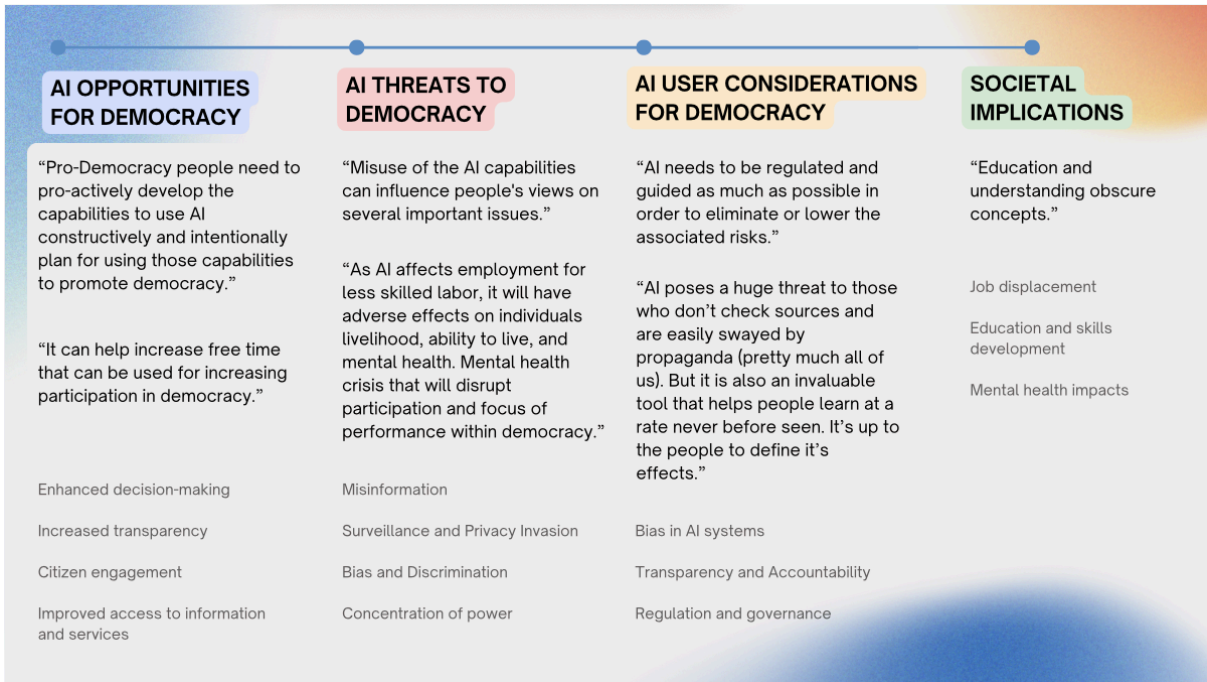 AI OPPORTUNITIES
FOR DEMOCRACY
“Pro-Democracy people need to
pro-actively develop the
capabilities to use AI
constructively and intentionally
plan for using those capabilities
to promote democracy.”
“It can help increase free time
that can be used for increasing
participation in democracy.”
Enhanced decision-making
Increased transparency
Citizen engagement
Improved access to information
and services
AI THREATS TO
DEMOCRACY
“Misuse of the AI capabilities
can influence people's views on
several important issues.”
“As AI affects employment for
less skilled labor, it will have
adverse effects on individuals
livelihood, ability to live, and
mental health. Mental health
crisis that will disrupt
participation and focus of
performance within democracy.”
Misinformation
Surveillance and Privacy Invasion
Bias and Discrimination
Concentration of power
AI USER CONSIDERATIONS
FOR DEMOCRACY
“AI needs to be regulated and
guided as much as possible in
order to eliminate or lower the
associated risks.”
“AI poses a huge threat to those
who don’t check sources and
are easily swayed by
propaganda (pretty much all of
us). But it is also an invaluable
tool that helps people learn at a
rate never before seen. It’s up to
the people to define it’s
effects.”
Bias in AI systems
Transparency and Accountability
Regulation and governance
SOCIETAL
IMPLICATIONS
“Education and
understanding obscure
concepts.”
Job displacement
Education and skills
development
Mental health impacts